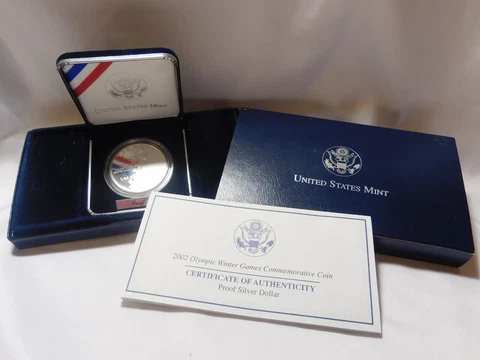 UNITED STATES MINT
UNITED STATES MINT
2002 Olympic Winter Games Commemorative Coin
CERTIFICATE OF AUTHENTICITY
Proof Silver Dollar